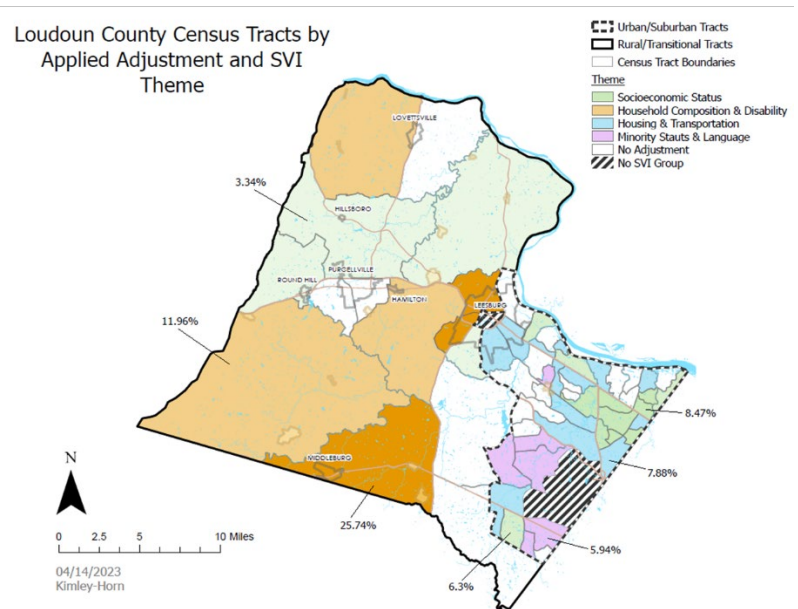 Loudoun County Census Tracts by
Applied Adjustment and SVI
Theme
Urban/Suburban Tracts
Rural/Transitional Tracts
Census Tract Boundaries
Theme
Socioeconomic Status
Household Composition & Disability
Housing & Transportation
Minority Stauts & Language
No Adjustment
No SVI Group
LOVETTSVILLE
3.34%
HILLSBORO
PURCELLVILLE
ROUND HILL
HAMILTON
LEESBURG
11.96%
8.47%
MIDDLEBURG
7.88%
N
25.74%
5.94%
6.3%
0 2.5 5 10 Miles
04/14/2023
Kimley-Horn